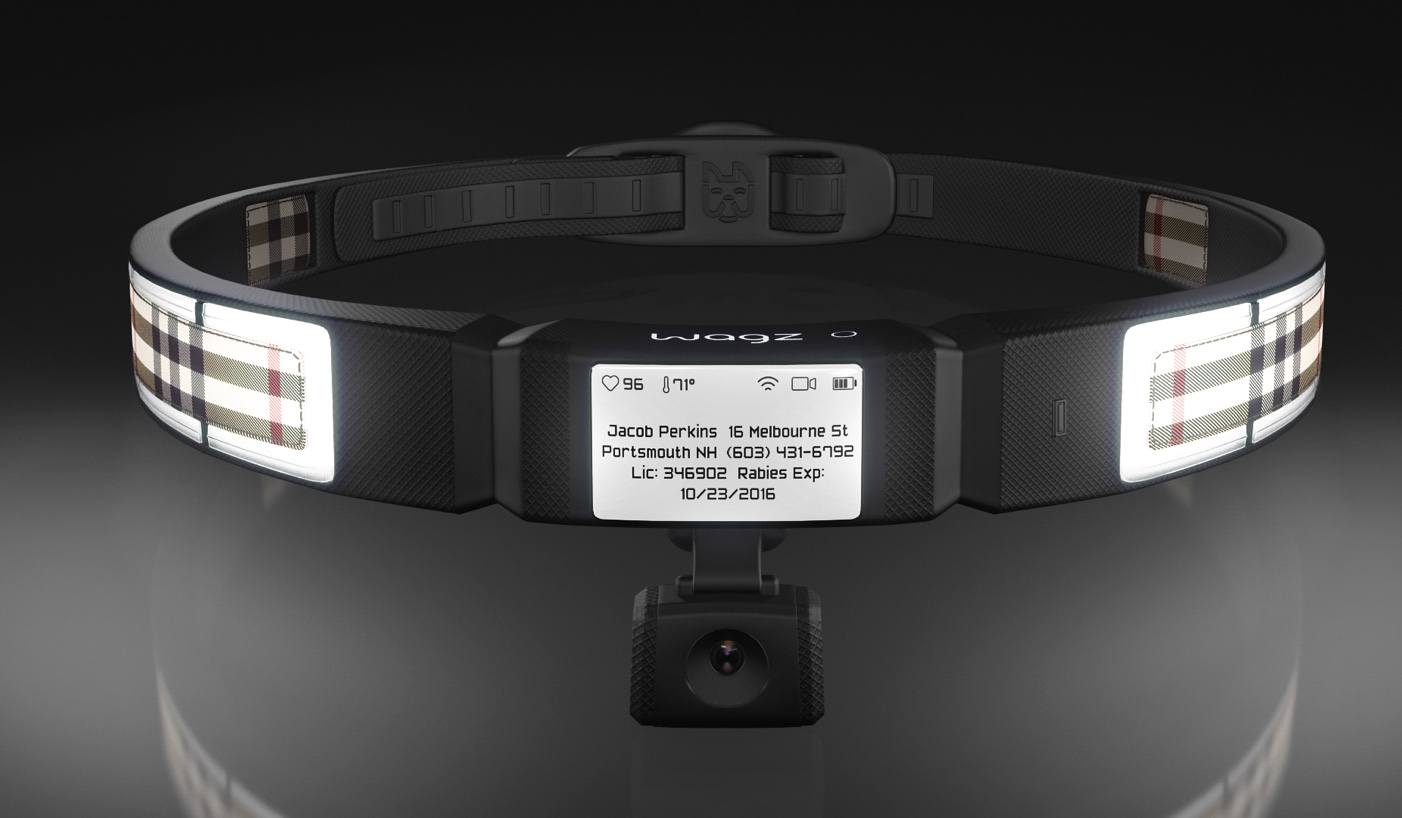 wagz
96 71°
Jacob Perkins 16 Melbourne St
Portsmouth NH (603) 431-6792
Lic: 346902 Rabies Exp:
10/23/2016